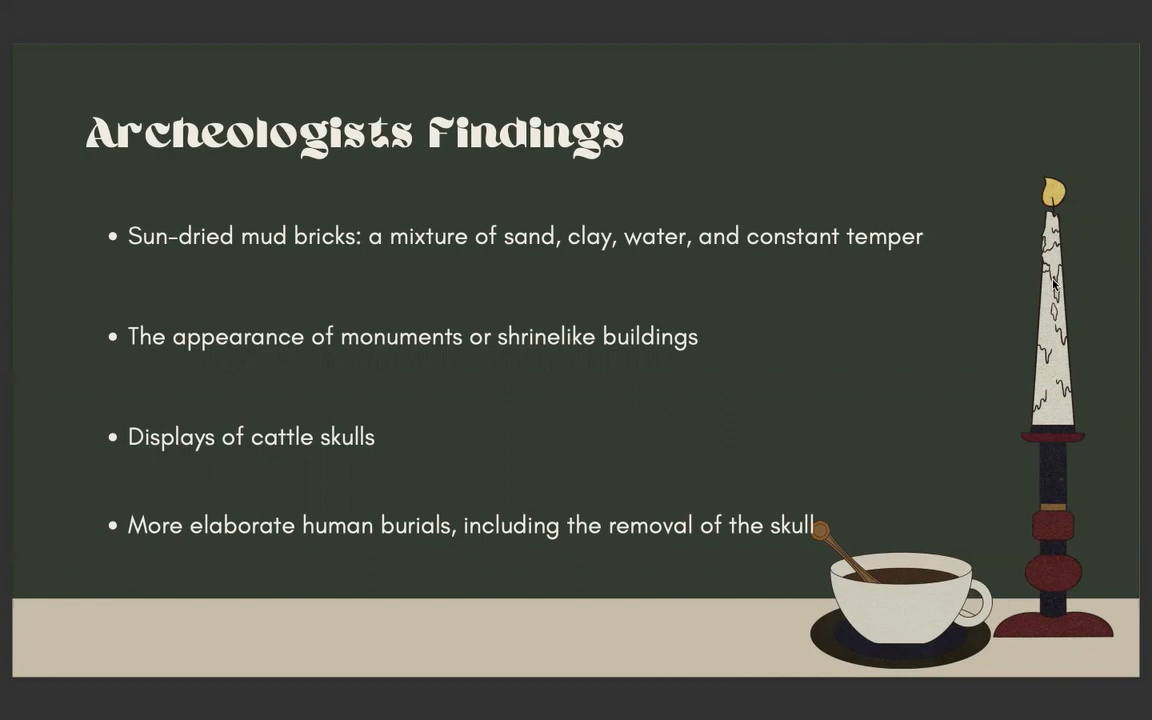 Archeologists Findings
• Sun-dried mud bricks: a mixture of sand, clay, water, and constant temper
• The appearance of monuments or shrinelike buildings
• Displays of cattle skulls
• More elaborate human burials, including the removal of the skull